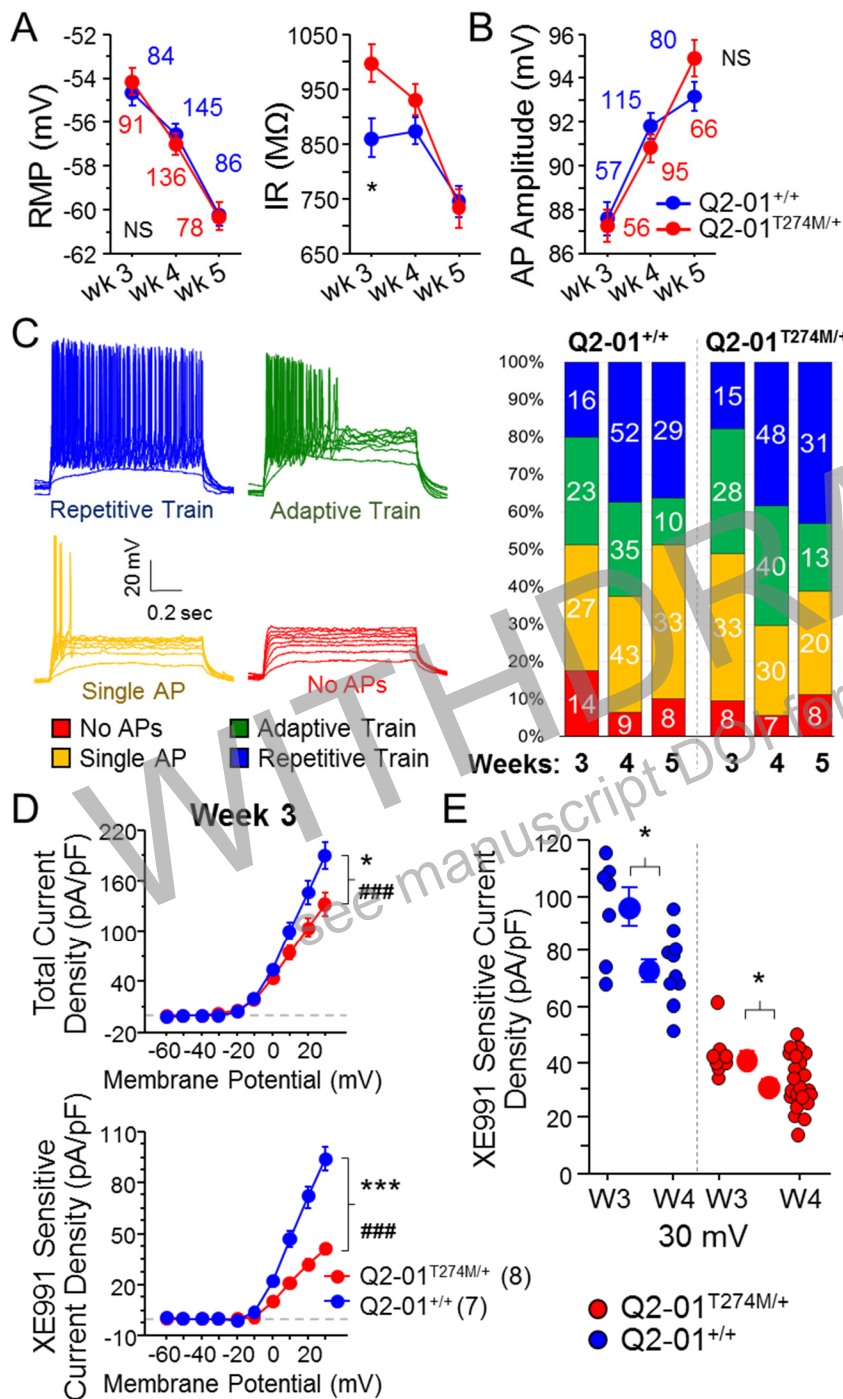 A
RMP (mV)
-52
-54
-56
-58
-60
-62
84
145
86
91
136
78
NS
wk 3
wk 4
wk 5
IR (MΩ)
1050
950
850
750
650
*
wk 3
wk 4
wk 5
B
AP Amplitude (mV)
96
94
92
90
88
86
80
NS
115
66
57
95
56
Q2-01+/+
Q2-01T274M/+
wk 3
wk 4
wk 5
C
Repetitive Train
Adaptive Train
20 mV
0.2 sec
Single AP
No APs
No APs
Adaptive Train
Single AP
Repetitive Train
Q2-01+/+
Q2-01T274M/+
100%
90%
80%
70%
60%
50%
40%
30%
20%
10%
0%
16 52 29 15 48 31
23 35 10 28 40 13
27 43 33 33 30 20
14 9 8 8 7 8
Weeks: 3 4 5 3 4 5
D
Week 3
Total Current
Density (pA/pF)
220
160
100
40
-20
*
###
-60 -40 -20 0 20
Membrane Potential (mV)
XE991 Sensitive
Current Density (pA/pF)
110
90
70
50
30
10
-10
***
###
Q2-01T274M/+ (8)
Q2-01+/+ (7)
-60 -40 -20 0 20
Membrane Potential (mV)
E
XE991 Sensitive Current
Density (pA/pF)
120
100
80
60
40
20
0
*
*
W3 W4 W3 W4
30 mV
Q2-01T274M/+
Q2-01+/+
see manuscript DOI for